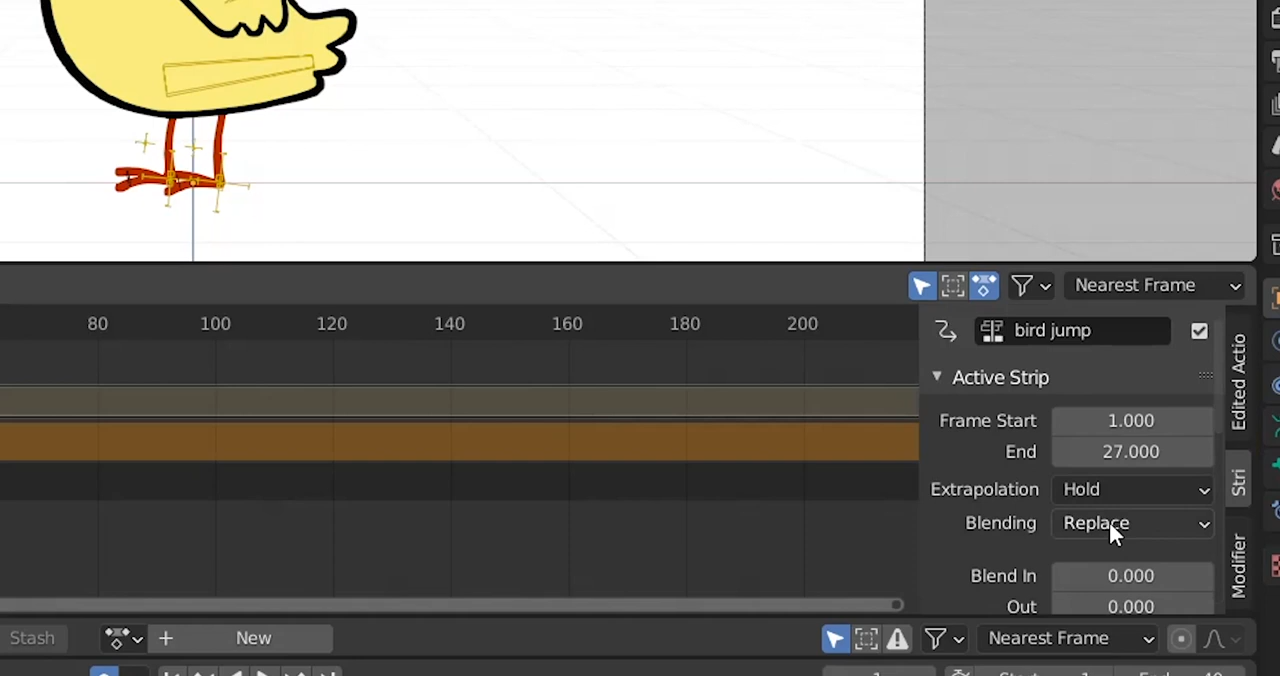 Nearest Frame
80 100 120 140 160 180 200
bird jump
Active Strip
Frame Start 1.000
End 27.000
Extrapolation Hold
Blending Replace
Blend In 0.000
Out 0.000
Edited Actio
Stri
Modifier
Stash
New
Nearest Frame